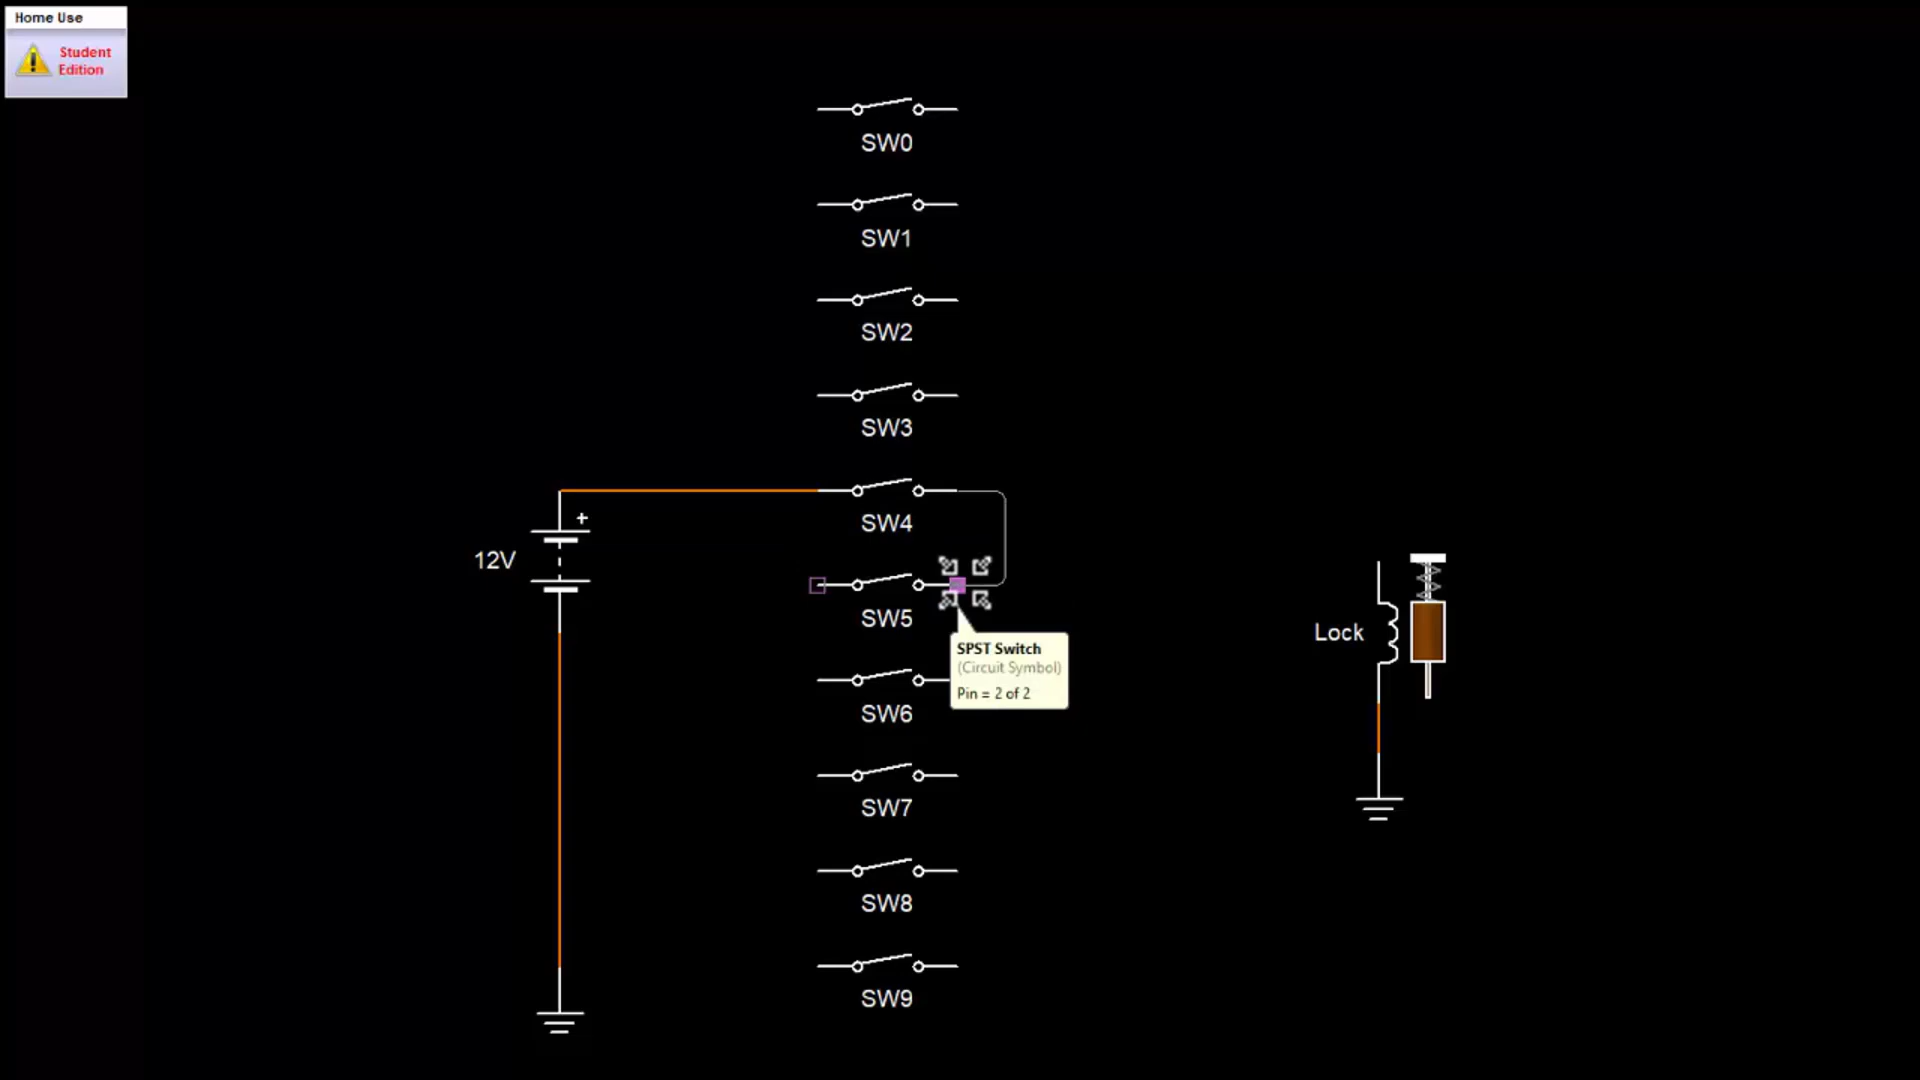 Home Use
Student
Edition
SW0
SW1
SW2
SW3
SW4
+
12V
SW5
Lock
SPST Switch
(Circuit Symbol)
Pin = 2 of 2
SW6
SW7
SW8
SW9